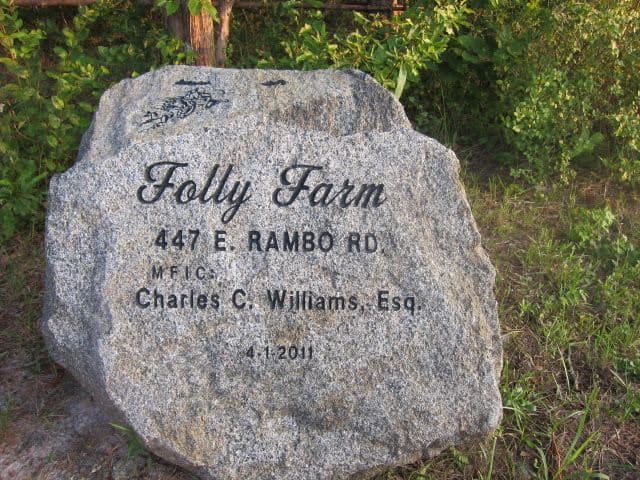 Folly Farm
447 E. RAMBO RD.
MFIC:
Charles C. Williams, Esq.
4-1-2011